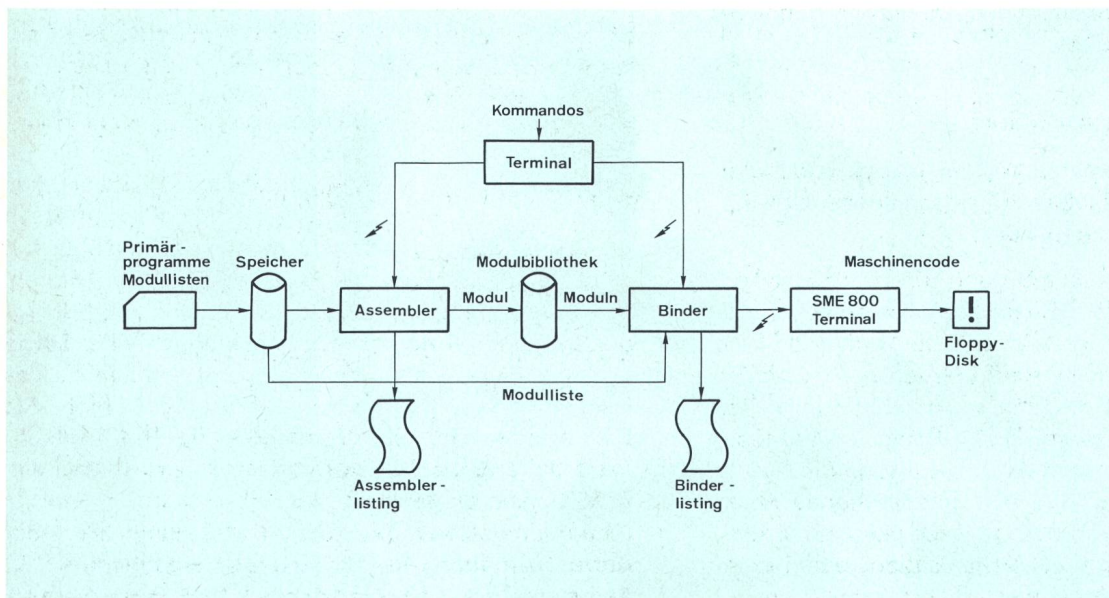 Kommandos
Terminal
Primär-
programme
Modullisten
Speicher
Modulbibliothek
Maschinencode
Assembler
Modul
Moduln
Binder
SME 800
Terminal
!
Floppy-
Disk
Modulliste
Assembler-
listing
Binder-
listing